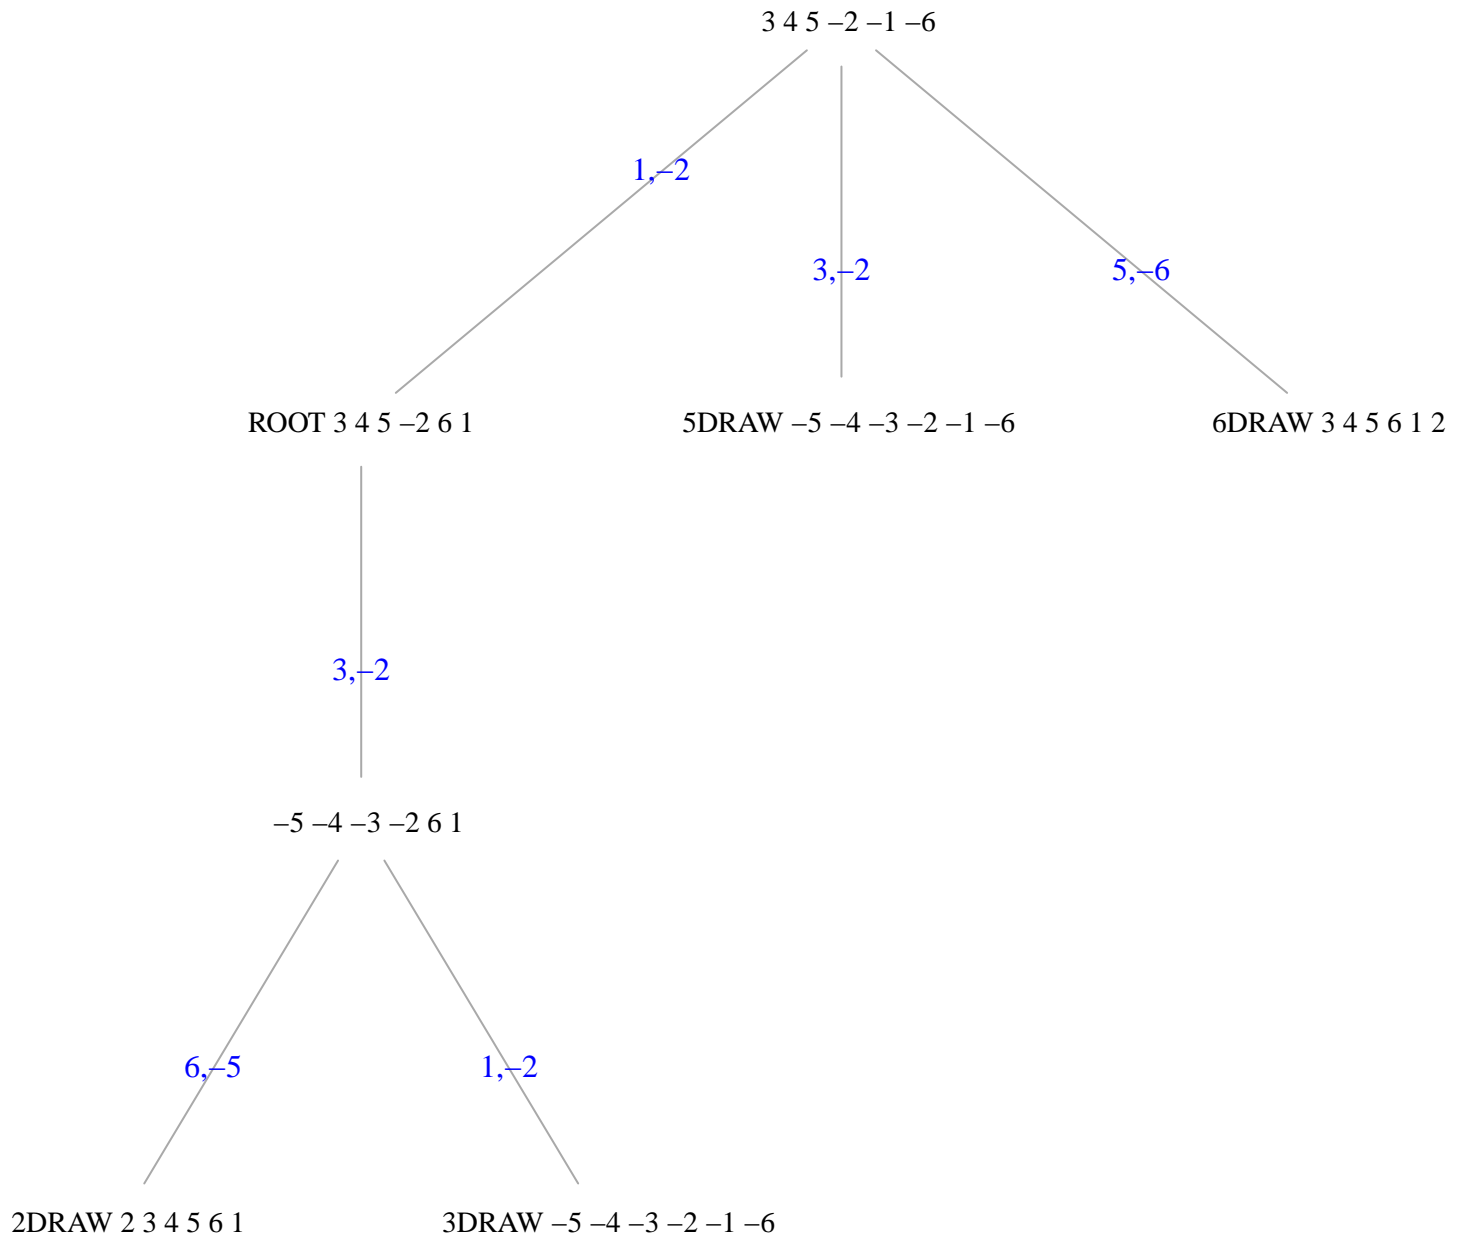 3 4 5 –2 –1 –6
1,–2
3,–2
5,–6
ROOT 3 4 5 –2 6 1
5DRAW –5 –4 –3 –2 –1 –6
6DRAW 3 4 5 6 1 2
3,–2
–5 –4 –3 –2 6 1
6,–5
1,–2
2DRAW 2 3 4 5 6 1
3DRAW –5 –4 –3 –2 –1 –6